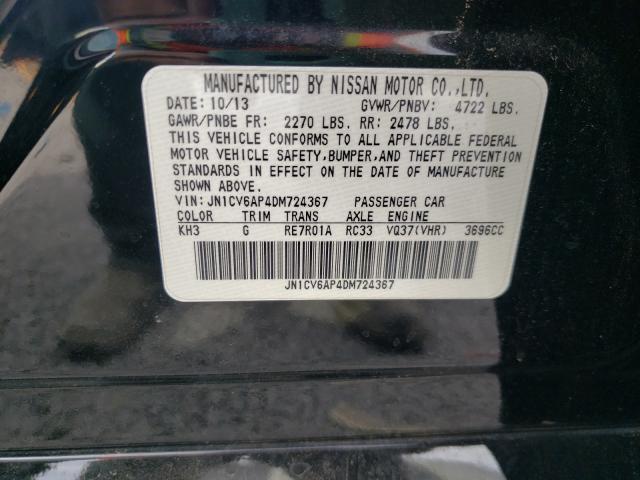 MANUFACTURED BY NISSAN MOTOR CO.,LTD.
DATE: 10/13 GVWR/PNBV: 4722 LBS.
GAWR/PNBE FR: 2270 LBS. RR: 2478 LBS.
THIS VEHICLE CONFORMS TO ALL APPLICABLE FEDERAL
MOTOR VEHICLE SAFETY,BUMPER,AND THEFT PREVENTION
STANDARDS IN EFFECT ON THE DATE OF MANUFACTURE
SHOWN ABOVE.
VIN:JN1CV6AP4DM724367 PASSENGER CAR
COLOR TRIM TRANS AXLE ENGINE
KH3 G RE7R01A RC33 VQ37(VHR) 3696CC
JN1CV6AP4DM724367